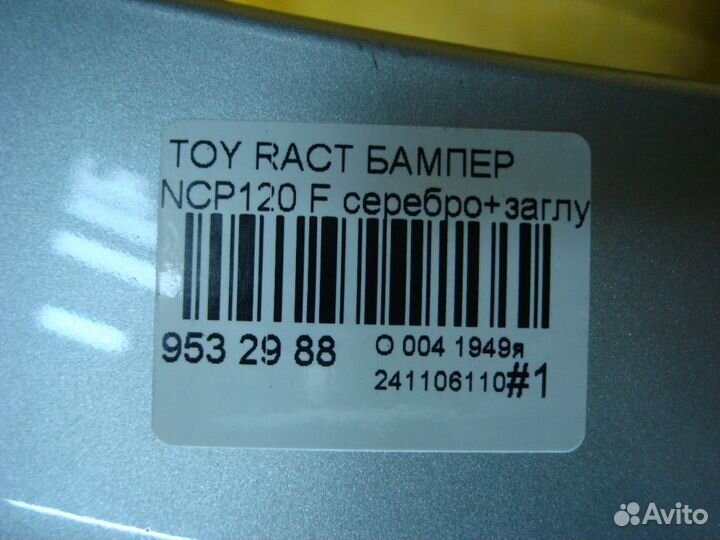 TOY RACT БАМПЕР
NCP120 F серебро+заглу
953 29 88
О 004 1949я
241106110#1
Avito